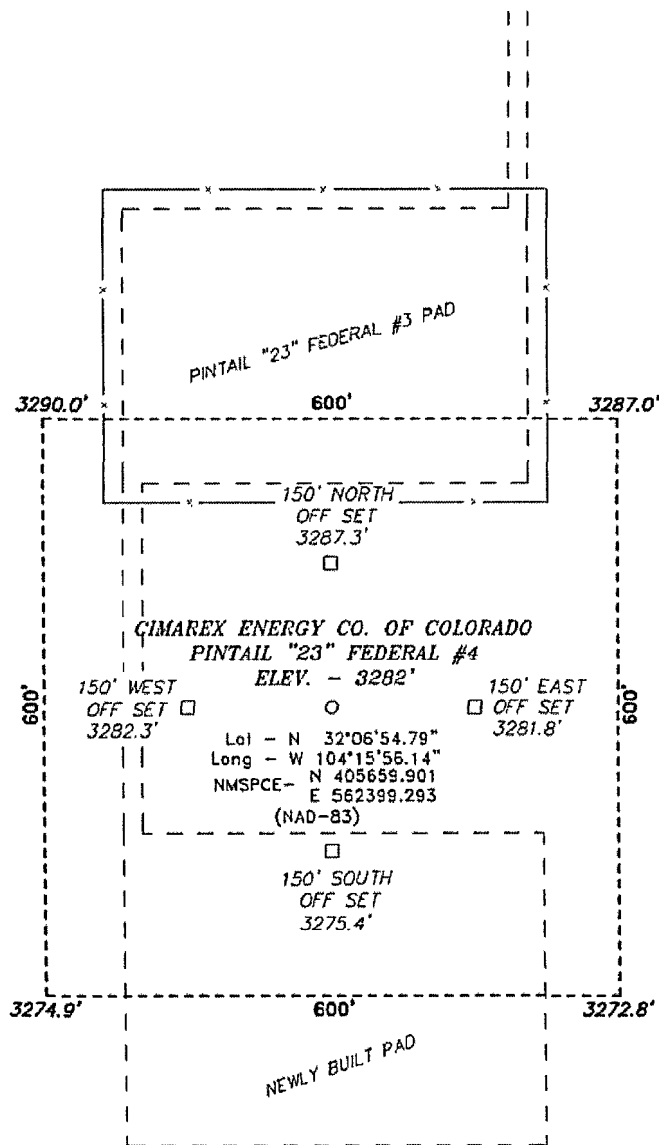 PINTAIL "23" FEDERAL #3 PAD
3290.0'
600'
3287.0'
150' NORTH
OFF SET
3287.3'
CIMAREX ENERGY CO. OF COLORADO
PINTAIL "23" FEDERAL #4
ELEV. - 3282'
150' WEST
OFF SET
3282.3'
150' EAST
OFF SET
3281.8'
600'
600'
Lat - N 32°06'54.79"
Long - W 104°15'56.14"
NMSPCE- N 405659.901
E 562399.293
(NAD-83)
150' SOUTH
OFF SET
3275.4'
3274.9'
600'
3272.8'
NEWLY BUILT PAD